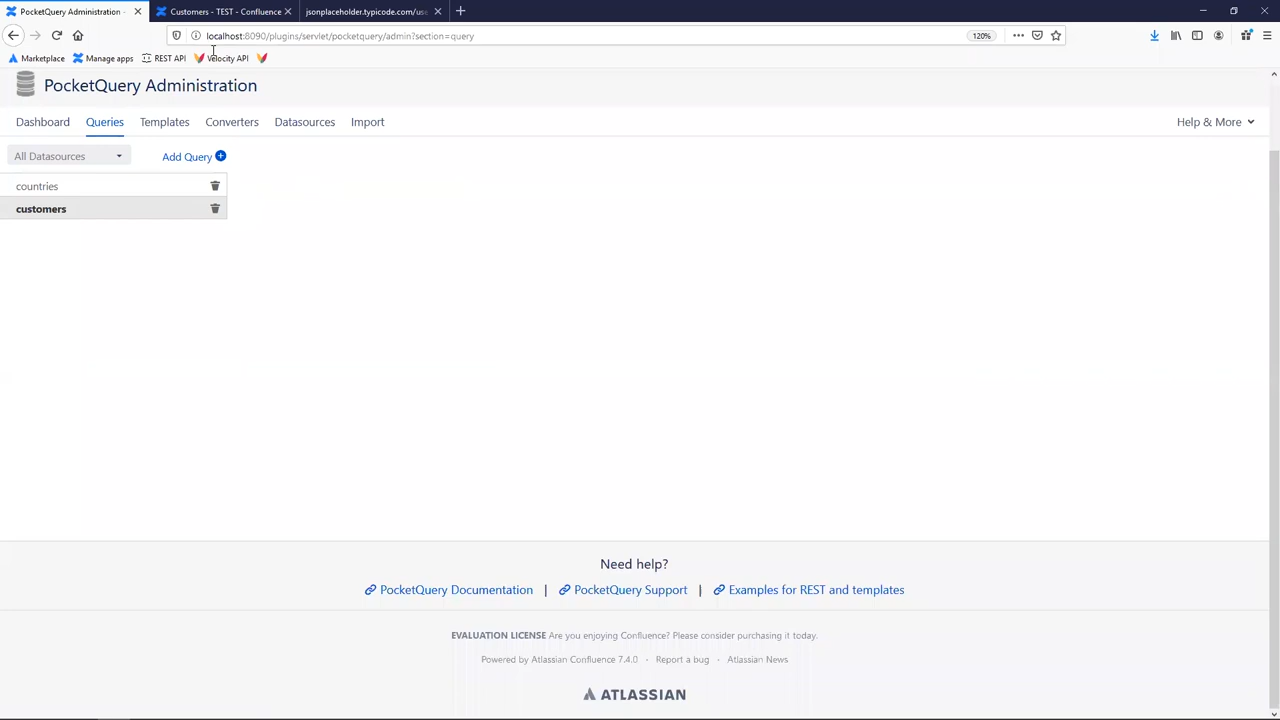 PocketQuery Administration -
Customers - TEST - Confluence
jsonplaceholder.typicode.com/use
localhost:8090/plugins/servlet/pocketquery/admin?section=query
120%
Marketplace
Manage apps
REST API
Velocity API
PocketQuery Administration
Dashboard
Queries
Templates
Converters
Datasources
Import
Help & More
All Datasources
Add Query
countries
customers
Need help?
PocketQuery Documentation | PocketQuery Support | Examples for REST and templates
EVALUATION LICENSE Are you enjoying Confluence? Please consider purchasing it today.
Powered by Atlassian Confluence 7.4.0 · Report a bug · Atlassian News
ATLASSIAN